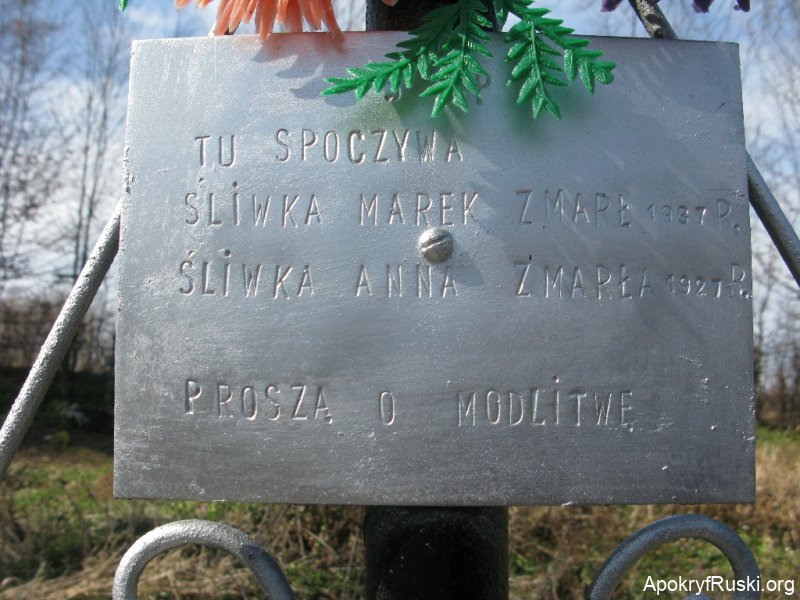 TU SPOCZYWA
ŚLIWKA MAREK ZMARŁ 1937 R.
ŚLIWKA ANNA ZMARŁA 1927 R.
PROSZĄ O MODLITWĘ
ApokryfRuski.org